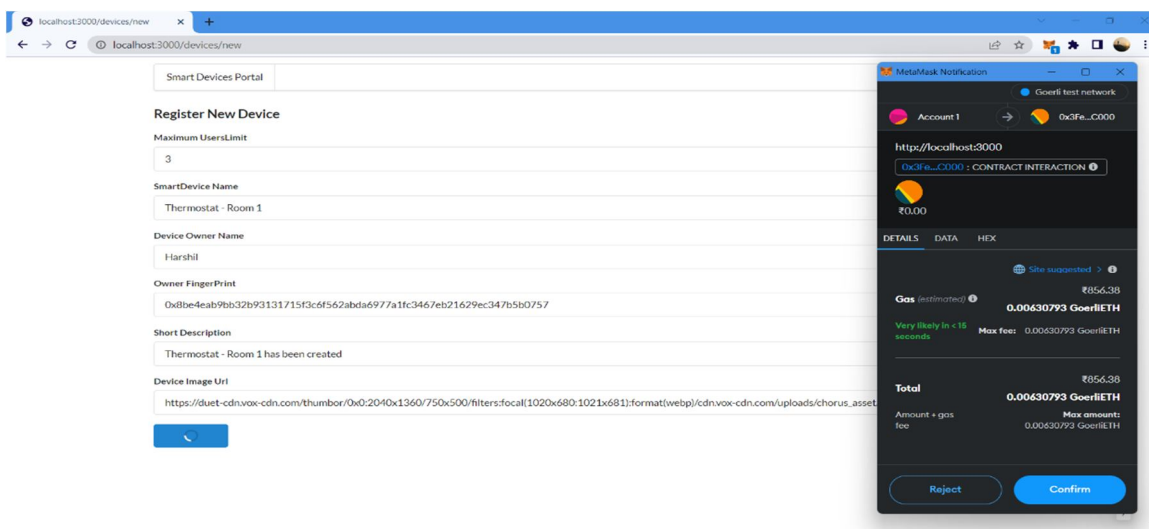 localhost:3000/devices/new
localhost:3000/devices/new
1
Smart Devices Portal
Register New Device
Maximum UsersLimit
3
SmartDevice Name
Thermostat - Room 1
Device Owner Name
Harshil
Owner FingerPrint
0x8be4eab9bb32b93131715f3c6f562abda6977a1fc3467eb21629ec347b5b0757
Short Description
Thermostat - Room 1 has been created
Device Image Url
https://duet-cdn.vox-cdn.com/thumbor/0x0:2040x1360/750x500/filters:focal(1020x680:1021x681):format(webp)/cdn.vox-cdn.com/uploads/chorus_asset
MetaMask Notification
Goerli test network
Account 1
0x3Fe...C000
http://localhost:3000
0x3Fe...C000 : CONTRACT INTERACTION
₹0.00
DETAILS DATA HEX
Site suggested >
₹856.38
Gas (estimated) 0.00630793 GoerliETH
Very likely in < 15 seconds Max fee: 0.00630793 GoerliETH
₹856.38
Total 0.00630793 GoerliETH
Amount + gas fee Max amount: 0.00630793 GoerliETH
Reject Confirm